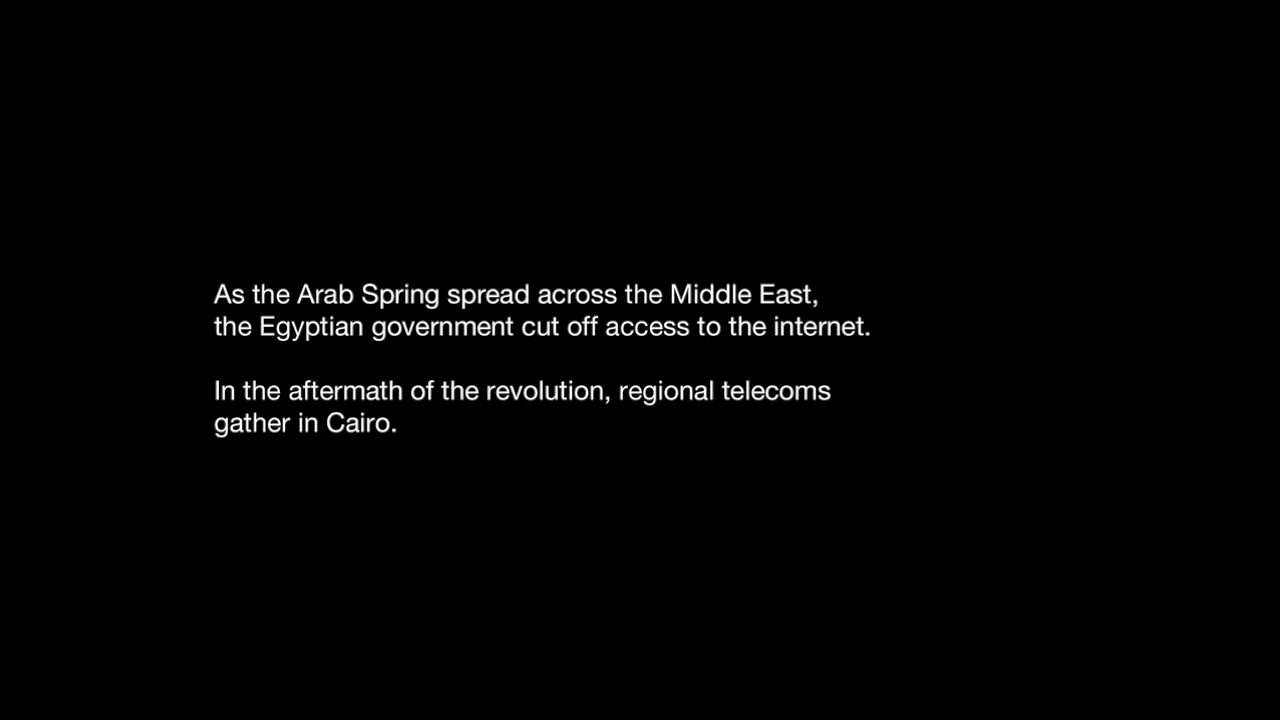 As the Arab Spring spread across the Middle East,
the Egyptian government cut off access to the internet.
In the aftermath of the revolution, regional telecoms
gather in Cairo.